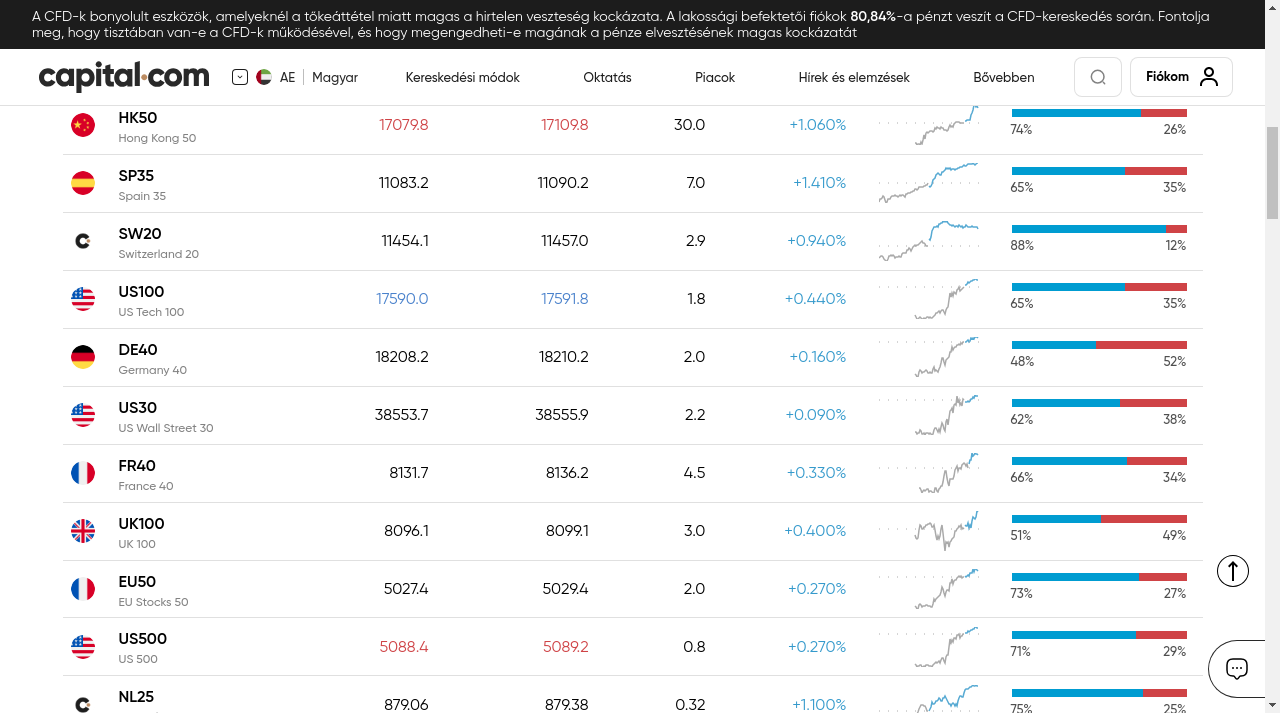 A CFD-k bonyolult eszközök, amelyeknél a tőkeáttétel miatt magas a hirtelen veszteség kockázata. A lakossági befektetői fiókok 80,84%-a pénzt veszít a CFD-kereskedés során. Fontolja
meg, hogy tisztában van-e a CFD-k működésével, és hogy megengedheti-e magának a pénze elvesztésének magas kockázatát
capital.com AE Magyar Kereskedési módok Oktatás Piacok Hírek és elemzések Bővebben Fiókom
HK50 17079.8 17109.8 30.0 +1.060%
Hong Kong 50 74% 26%
SP35 11083.2 11090.2 7.0 +1.410%
Spain 35 65% 35%
SW20 11454.1 11457.0 2.9 +0.940%
Switzerland 20 88% 12%
US100 17590.0 17591.8 1.8 +0.440%
US Tech 100 65% 35%
DE40 18208.2 18210.2 2.0 +0.160%
Germany 40 48% 52%
US30 38553.7 38555.9 2.2 +0.090%
US Wall Street 30 62% 38%
FR40 8131.7 8136.2 4.5 +0.330%
France 40 66% 34%
UK100 8096.1 8099.1 3.0 +0.400%
UK 100 51% 49%
EU50 5027.4 5029.4 2.0 +0.270%
EU Stocks 50 73% 27%
US500 5088.4 5089.2 0.8 +0.270%
US 500 71% 29%
NL25 879.06 879.38 0.32 +1.100%
75% 25%